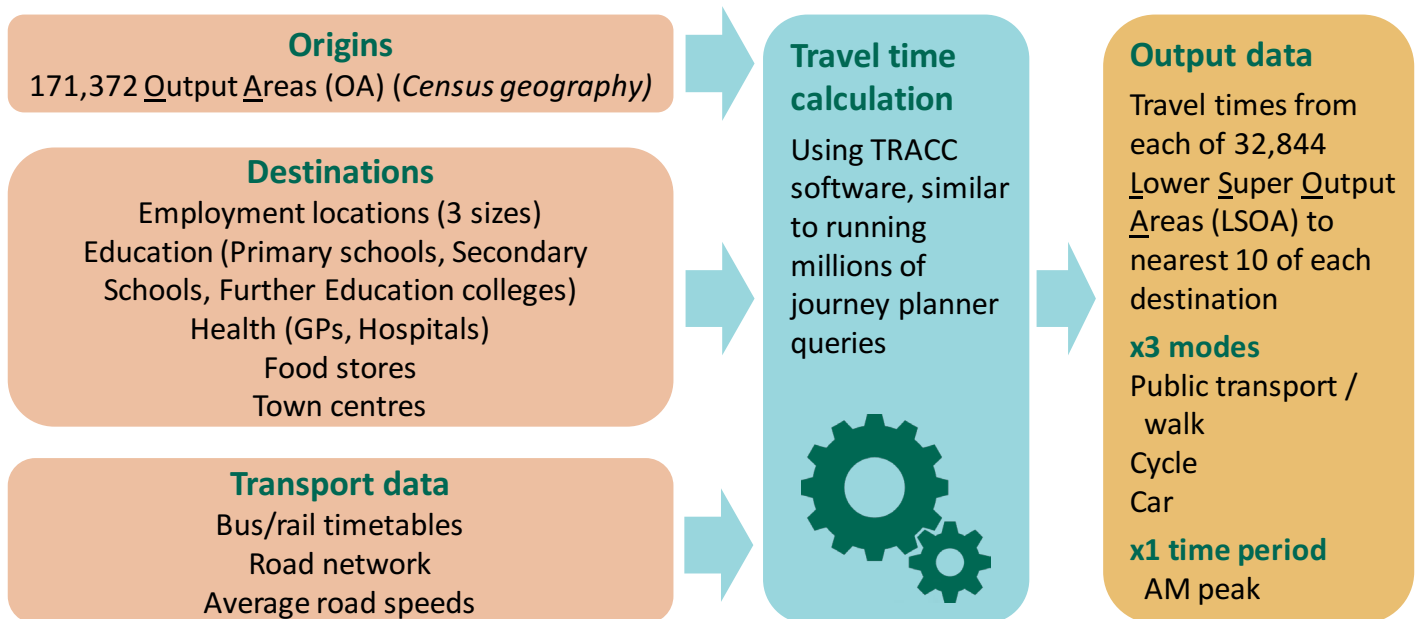 Origins
171,372 Output Areas (OA) (Census geography)
Destinations
Employment locations (3 sizes)
Education (Primary schools, Secondary
Schools, Further Education colleges)
Health (GPs, Hospitals)
Food stores
Town centres
Transport data
Bus/rail timetables
Road network
Average road speeds
Travel time
calculation
Using TRACC
software, similar
to running
millions of
journey planner
queries
Output data
Travel times from
each of 32,844
Lower Super Output
Areas (LSOA) to
nearest 10 of each
destination
x3 modes
Public transport /
walk
Cycle
Car
x1 time period
AM peak